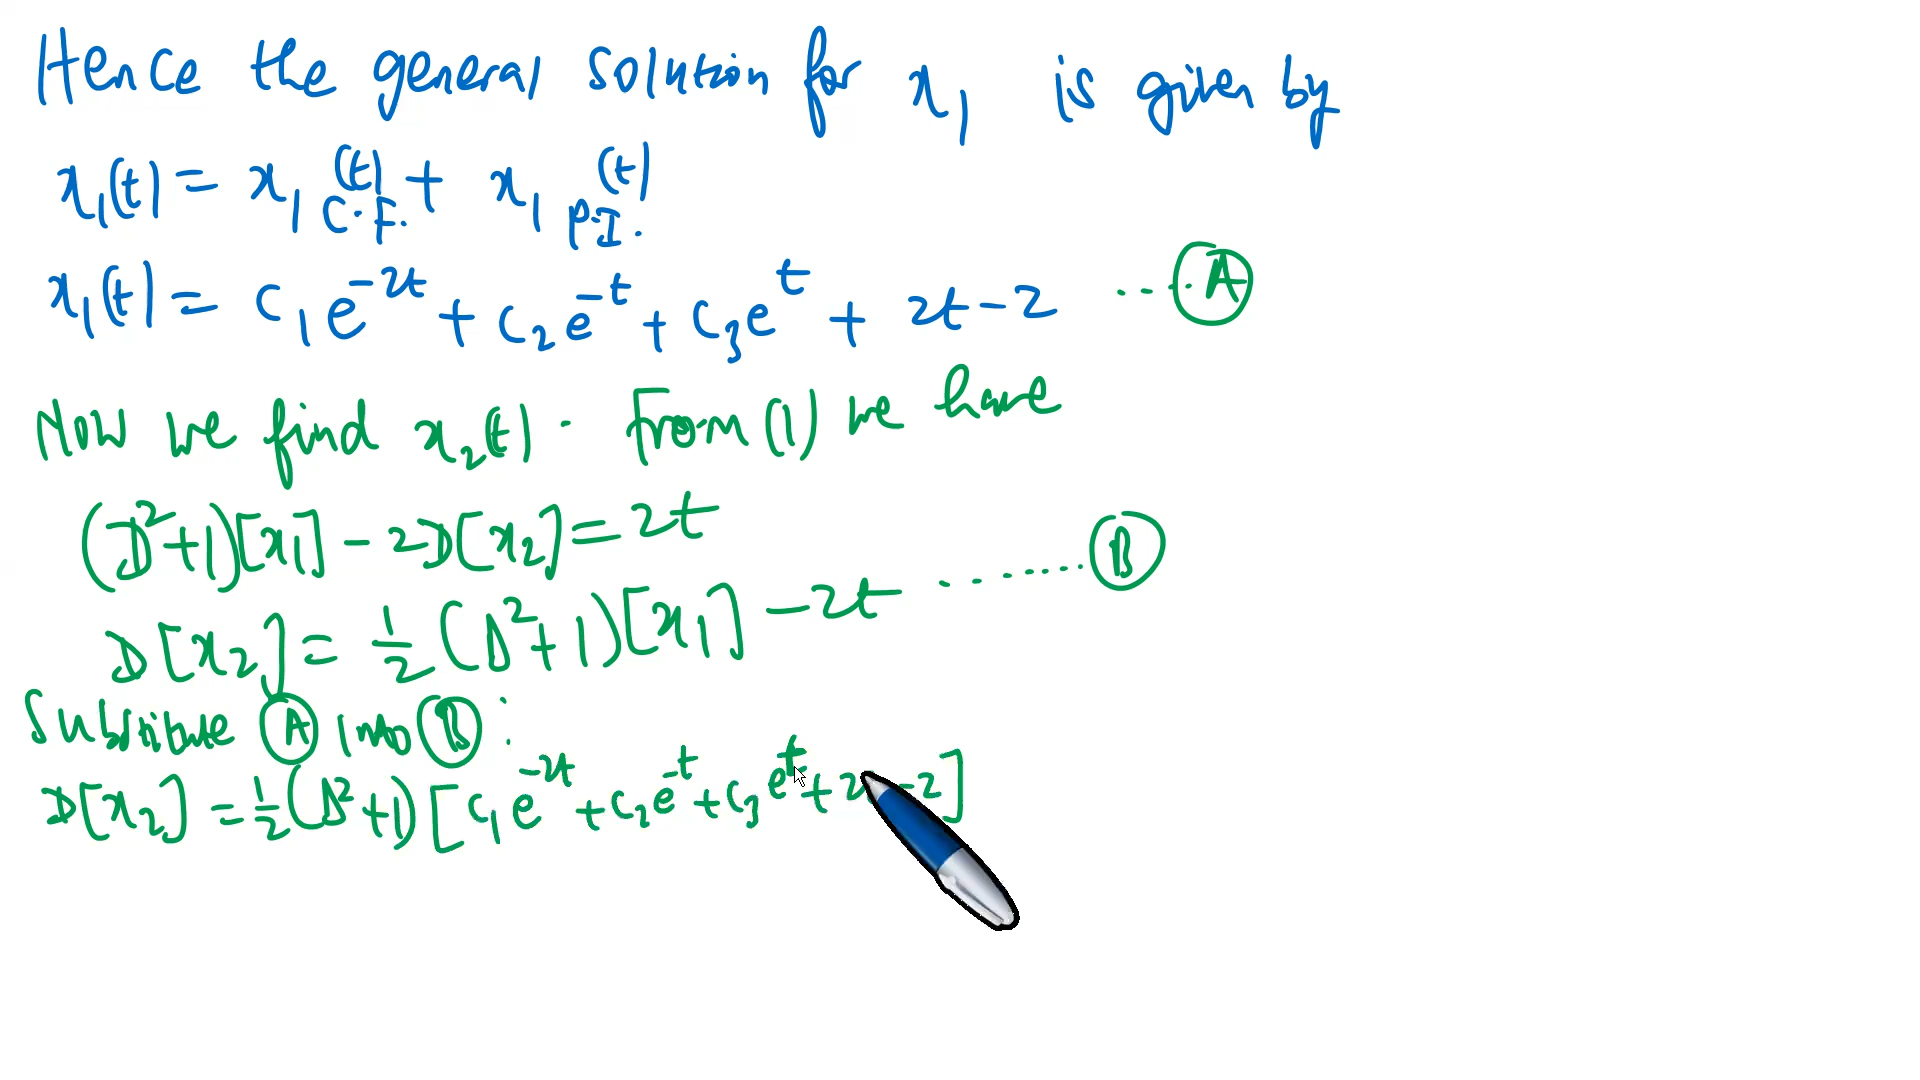 Hence the general solution for x₁ is given by
x₁(t) = x₁ C.F. (t) + x₁ P.I. (t)
x₁(t) = c₁e^{-2t} + c₂e^{-t} + c₃e^{t} + 2t - 2 ....Ⓐ
Now we find x₂(t). From (1) we have
(D²+1)[x₁] - 2D[x₂] = 2t
D[x₂] = ½(D²+1)[x₁] - 2t ........Ⓑ
Substitute Ⓐ into Ⓑ:
D[x₂] = ½(D²+1)[c₁e^{-2t} + c₂e^{-t} + c₃e^{t} + 2 - 2]